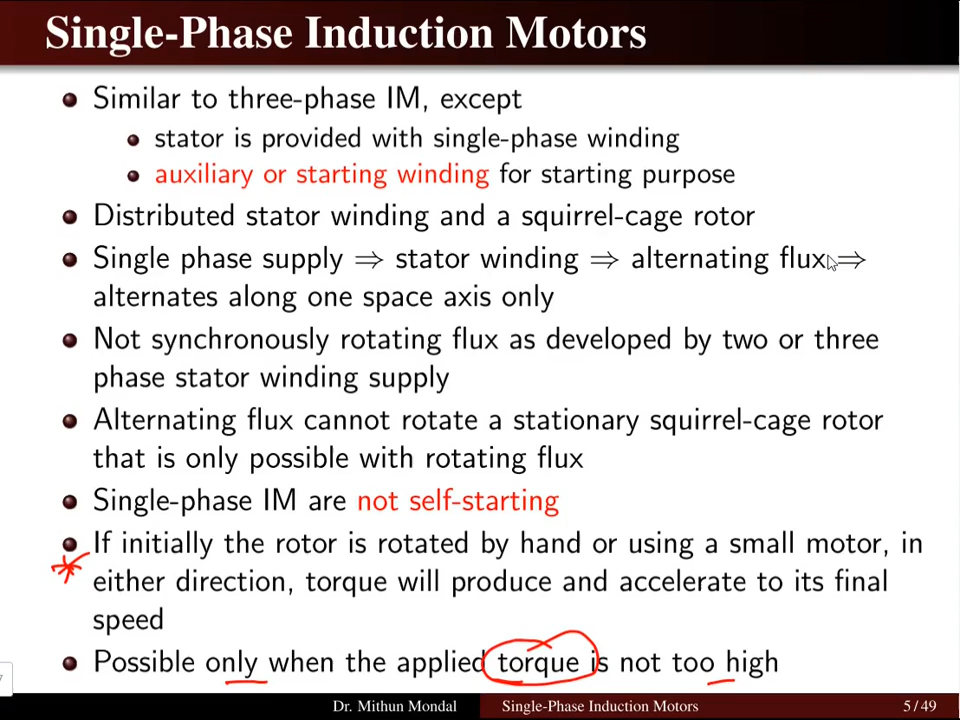 Single-Phase Induction Motors
Similar to three-phase IM, except
stator is provided with single-phase winding
auxiliary or starting winding for starting purpose
Distributed stator winding and a squirrel-cage rotor
Single phase supply ⇒ stator winding ⇒ alternating flux ⇒
alternates along one space axis only
Not synchronously rotating flux as developed by two or three
phase stator winding supply
Alternating flux cannot rotate a stationary squirrel-cage rotor
that is only possible with rotating flux
Single-phase IM are not self-starting
If initially the rotor is rotated by hand or using a small motor, in
either direction, torque will produce and accelerate to its final
speed
Possible only when the applied torque is not too high
Dr. Mithun Mondal Single-Phase Induction Motors 5 / 49